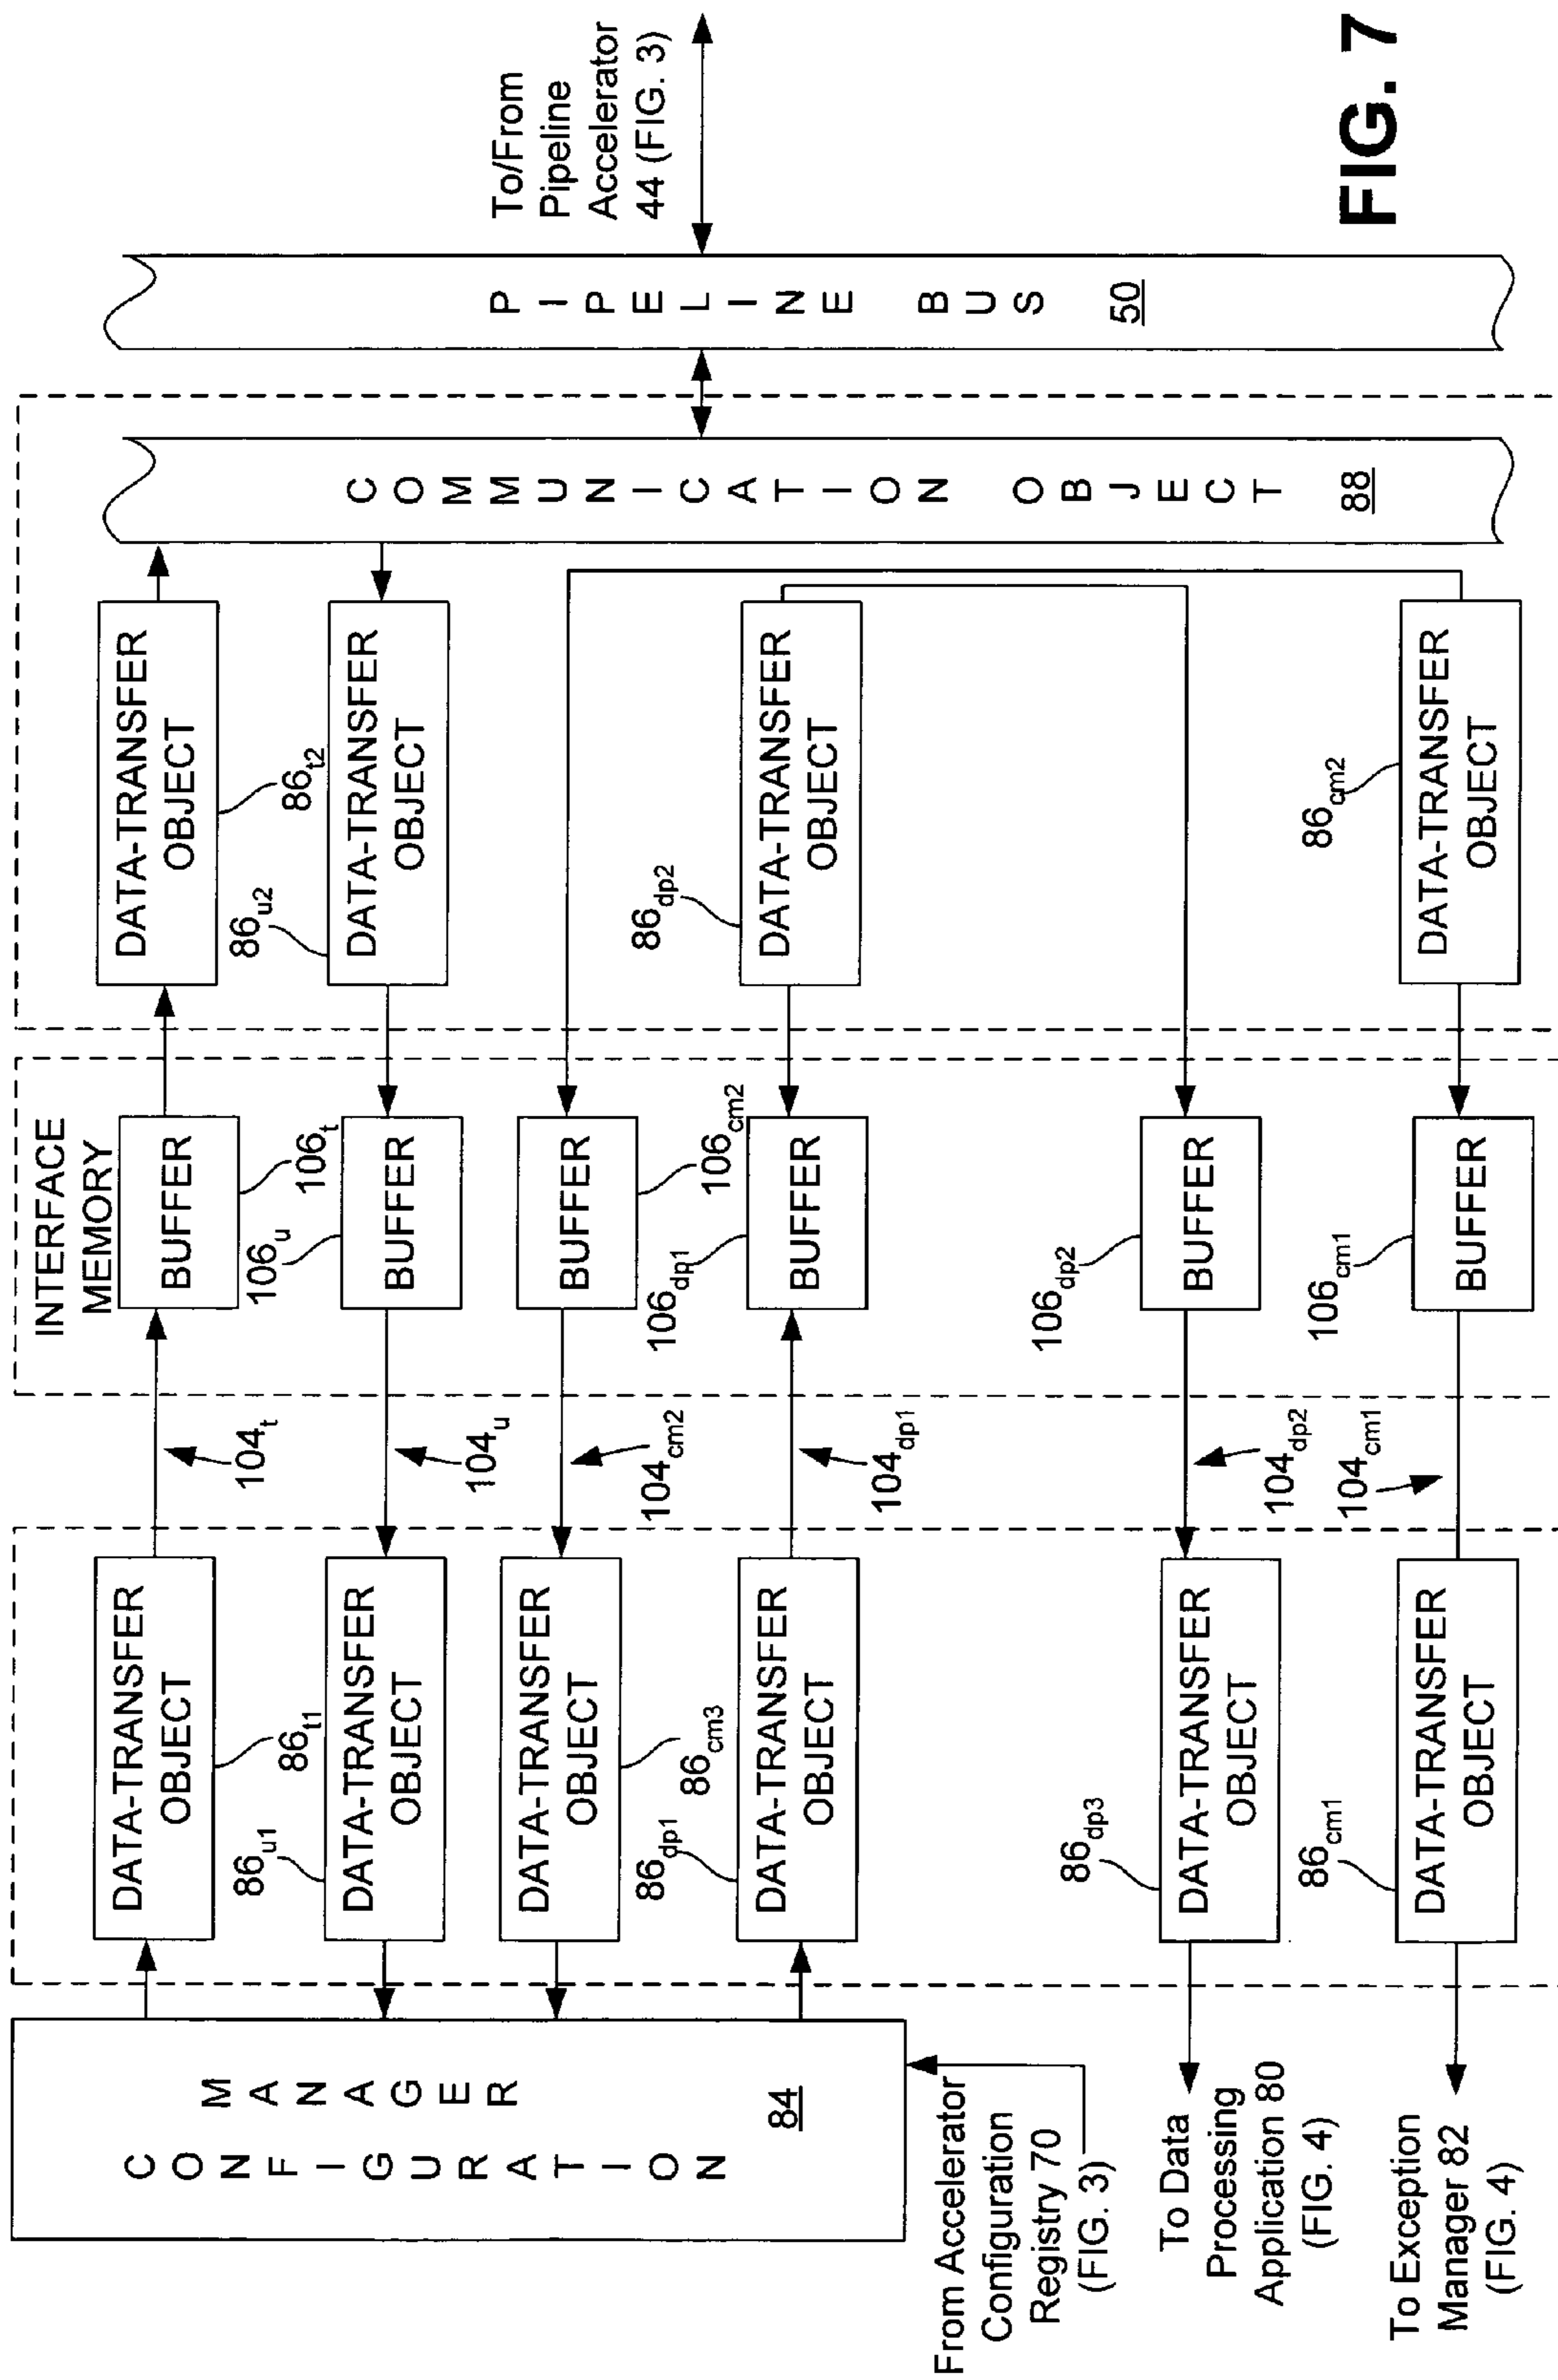 INTERFACE
MEMORY
MANAGER
CONFIGURATION
84
DATA-TRANSFER
OBJECT
86t1
104t
BUFFER
106t
DATA-TRANSFER
OBJECT
86t2
86u1
DATA-TRANSFER
OBJECT
104u
106u
BUFFER
86u2
DATA-TRANSFER
OBJECT
DATA-TRANSFER
OBJECT
86cm3
104cm2
BUFFER
106cm2
86dp1
DATA-TRANSFER
OBJECT
104dp1
106dp1
BUFFER
86dp2
DATA-TRANSFER
OBJECT
COMMUNICATION OBJECT
88
PIPELINE BUS
50
To/From
Pipeline
Accelerator
44 (FIG. 3)
From Accelerator
Configuration
Registry 70
(FIG. 3)
To Data
Processing
Application 80
(FIG. 4)
86dp3
DATA-TRANSFER
OBJECT
104dp2
106dp2
BUFFER
To Exception
Manager 82
(FIG. 4)
86cm1
DATA-TRANSFER
OBJECT
104cm1
106cm1
BUFFER
86cm2
DATA-TRANSFER
OBJECT
FIG. 7